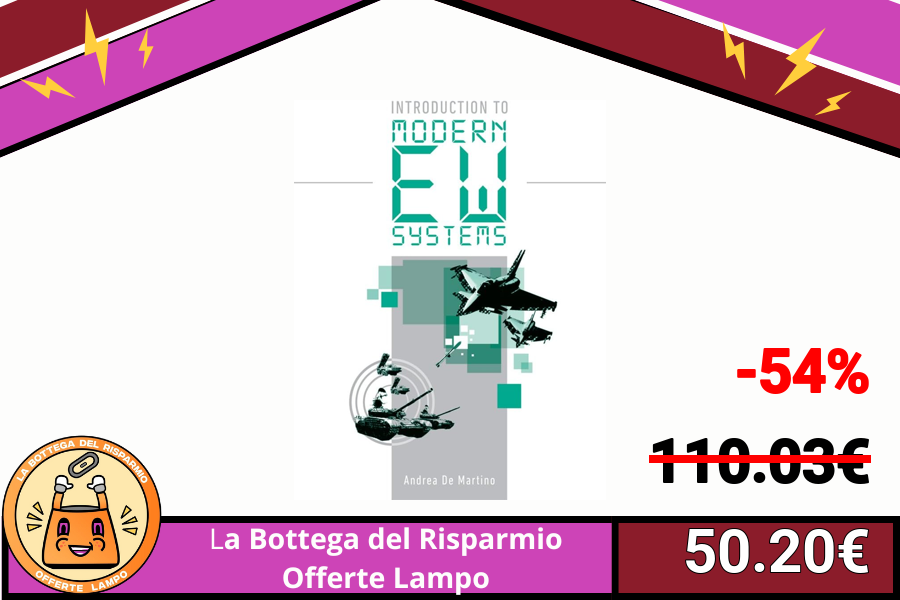 INTRODUCTION TO
MODERN
EW
SYSTEMS
Andrea De Martino
-54%
110.03€
LA BOTTEGA DEL RISPARMIO
OFFERTE LAMPO
La Bottega del Risparmio
Offerte Lampo
50.20€